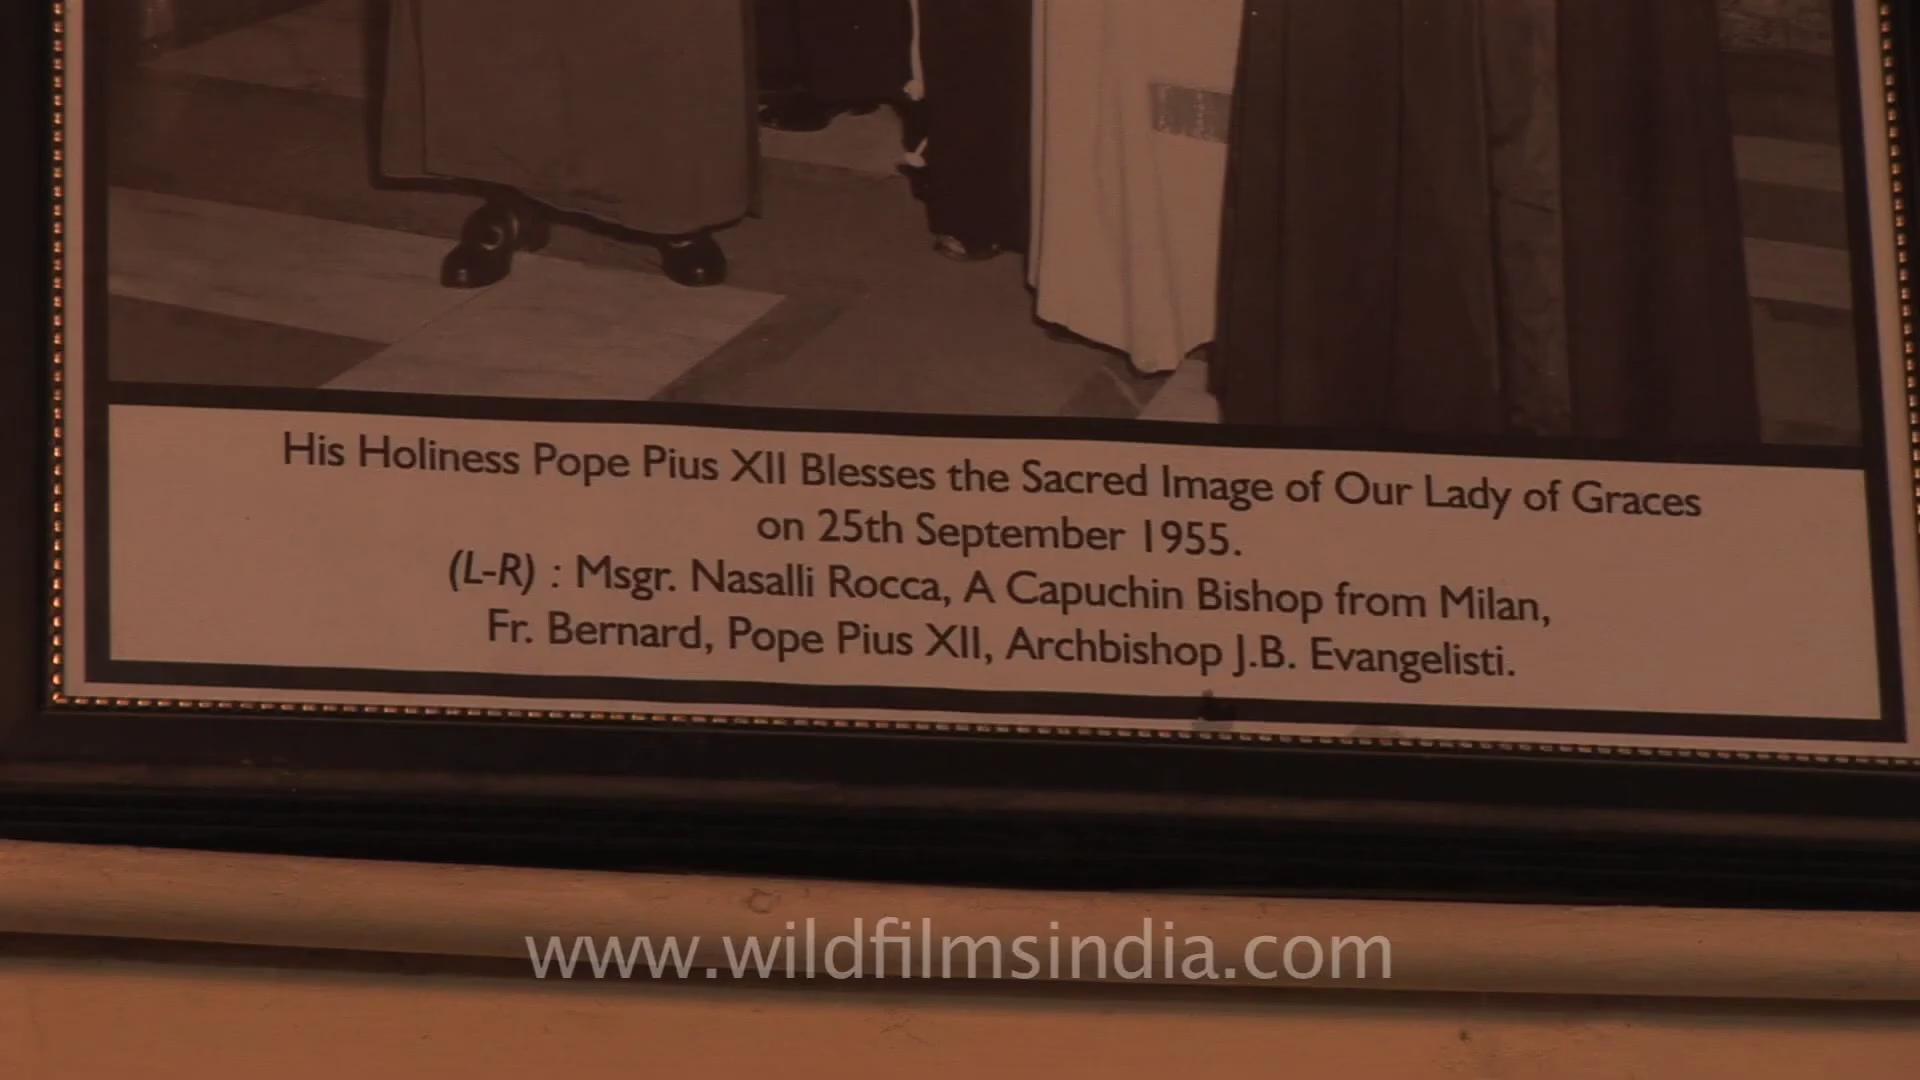 His Holiness Pope Pius XII Blesses the Sacred Image of Our Lady of Graces
on 25th September 1955.
(L-R) : Msgr. Nasalli Rocca, A Capuchin Bishop from Milan,
Fr. Bernard, Pope Pius XII, Archbishop J.B. Evangelisti.
www.wildfilmsindia.com